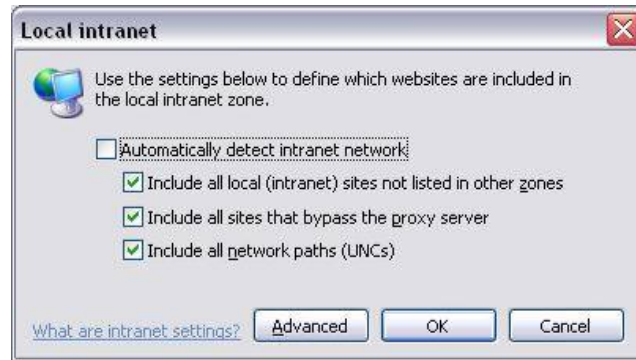 Local intranet
Use the settings below to define which websites are included in
the local intranet zone.
Automatically detect intranet network
Include all local (intranet) sites not listed in other zones
Include all sites that bypass the proxy server
Include all network paths (UNCs)
What are intranet settings?
Advanced
OK
Cancel